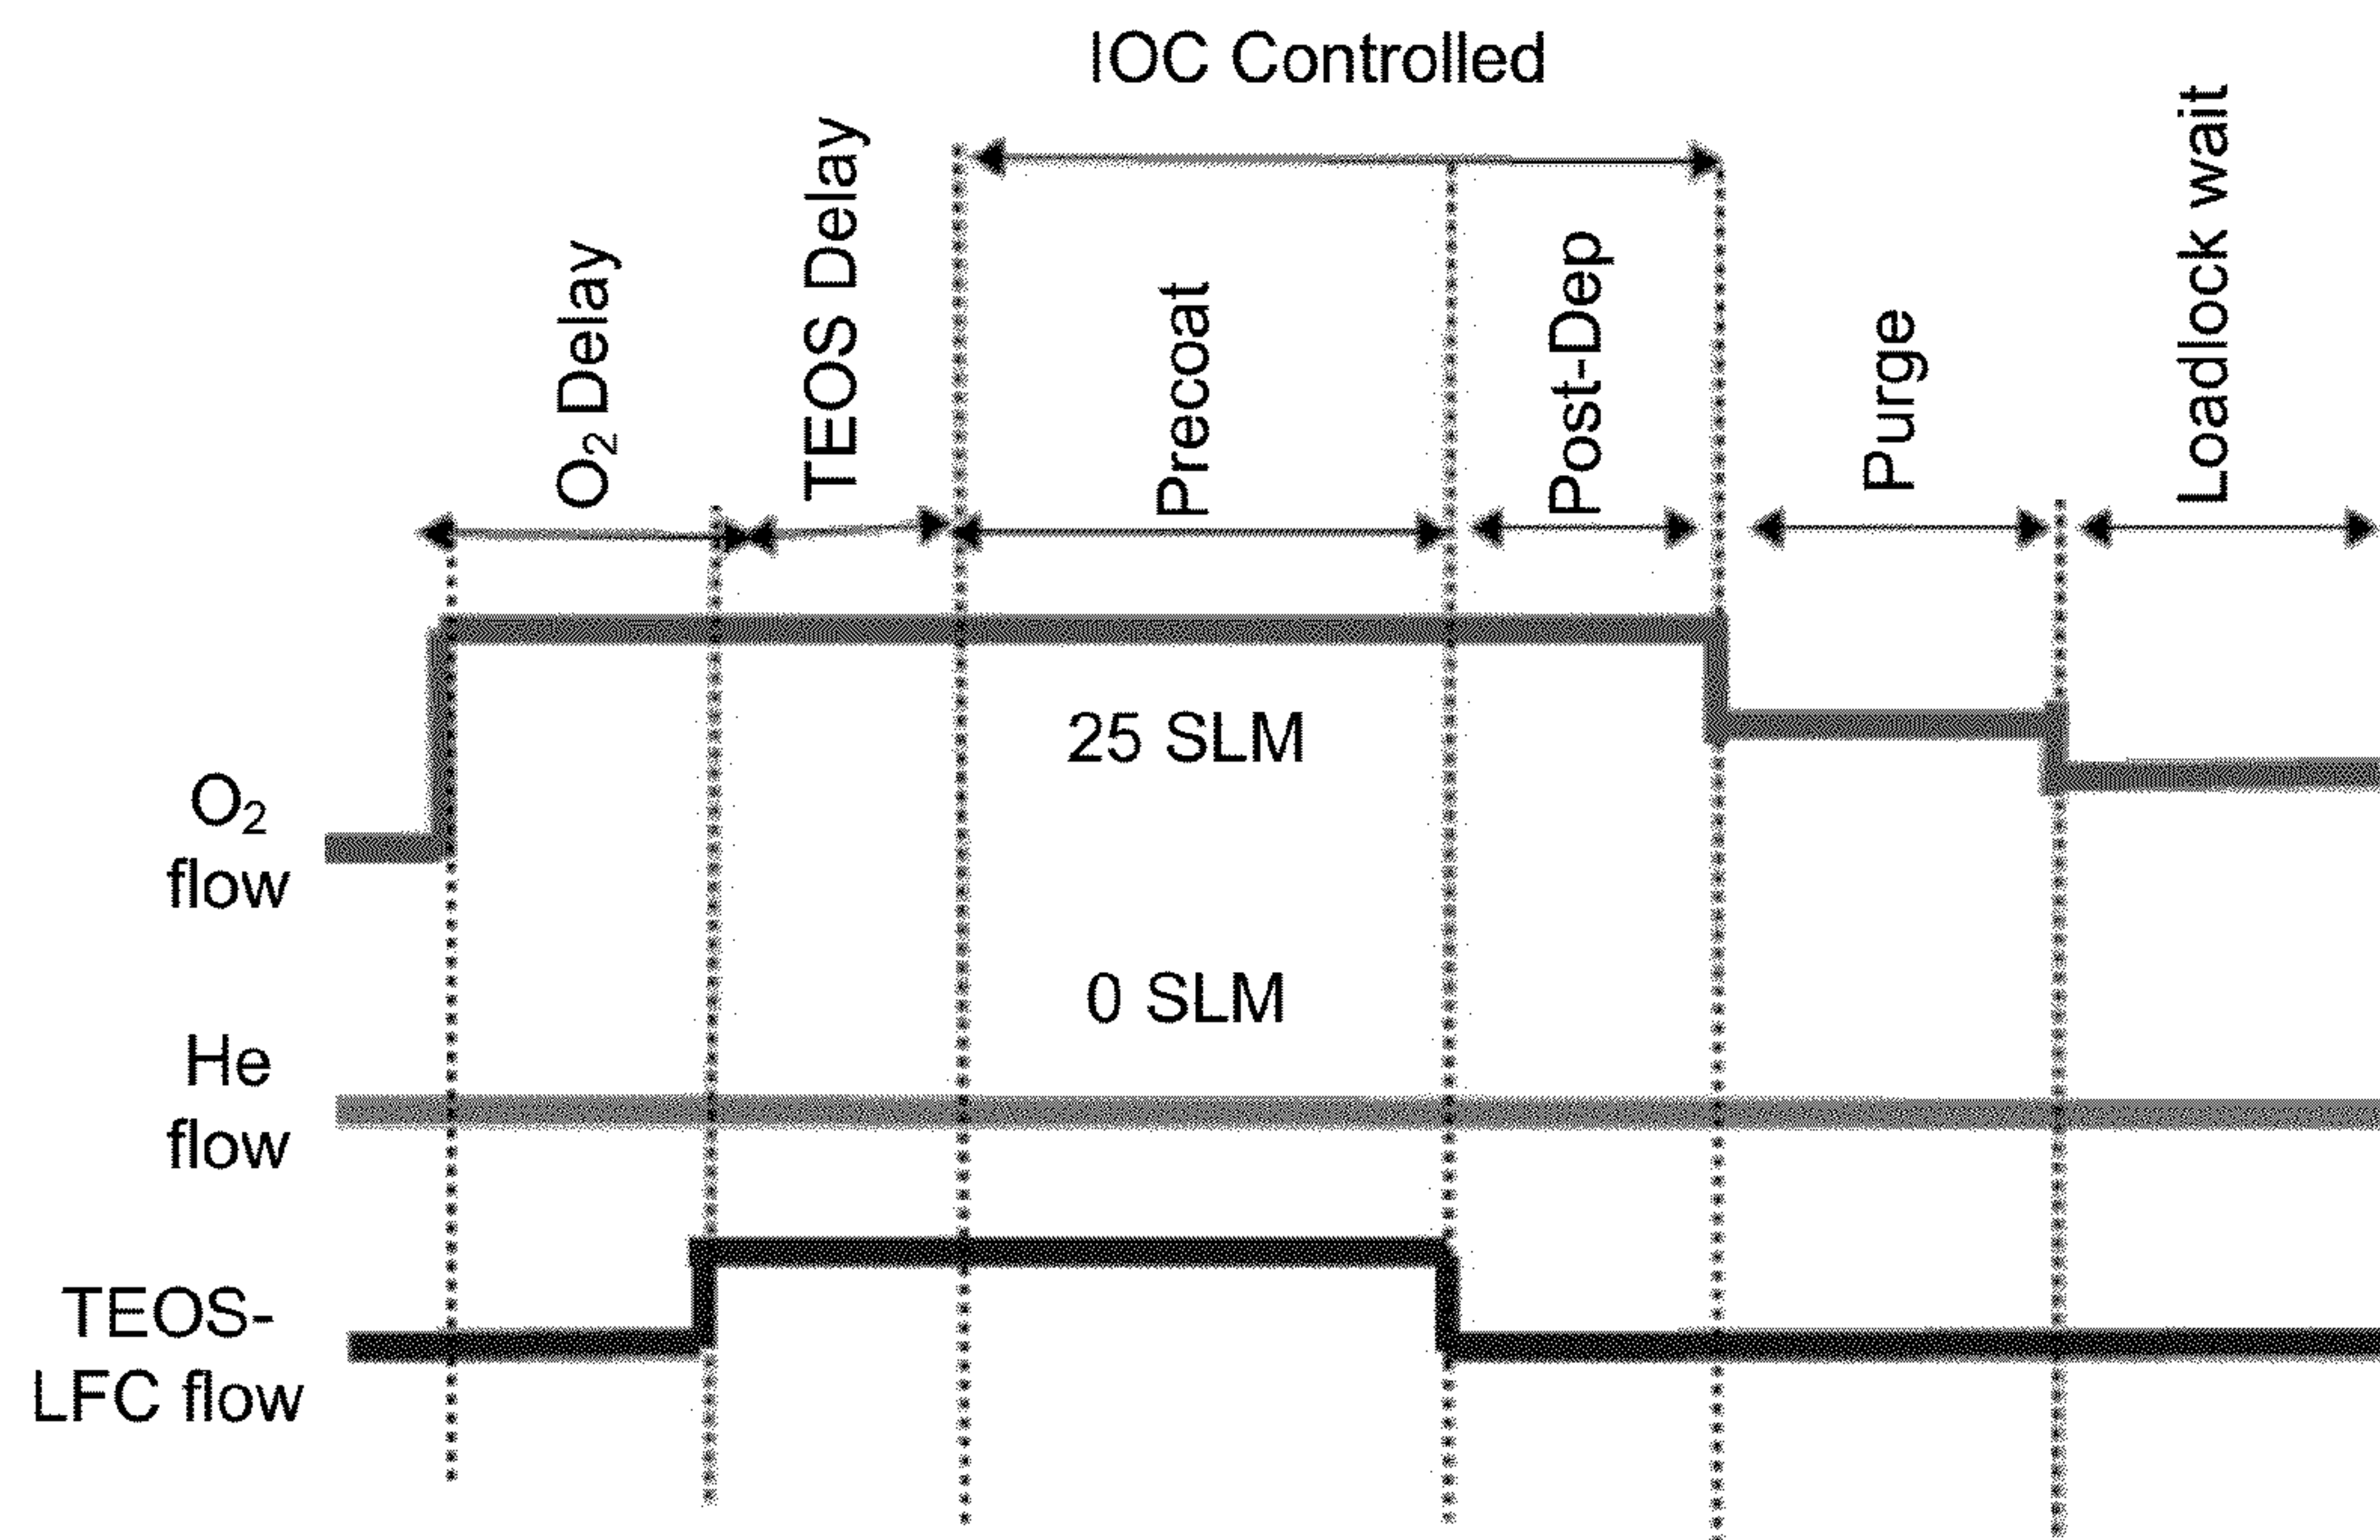 IOC Controlled
O₂ Delay
TEOS Delay
Precoat
Post-Dep
Purge
Loadlock wait
25 SLM
O₂
flow
0 SLM
He
flow
TEOS-
LFC flow